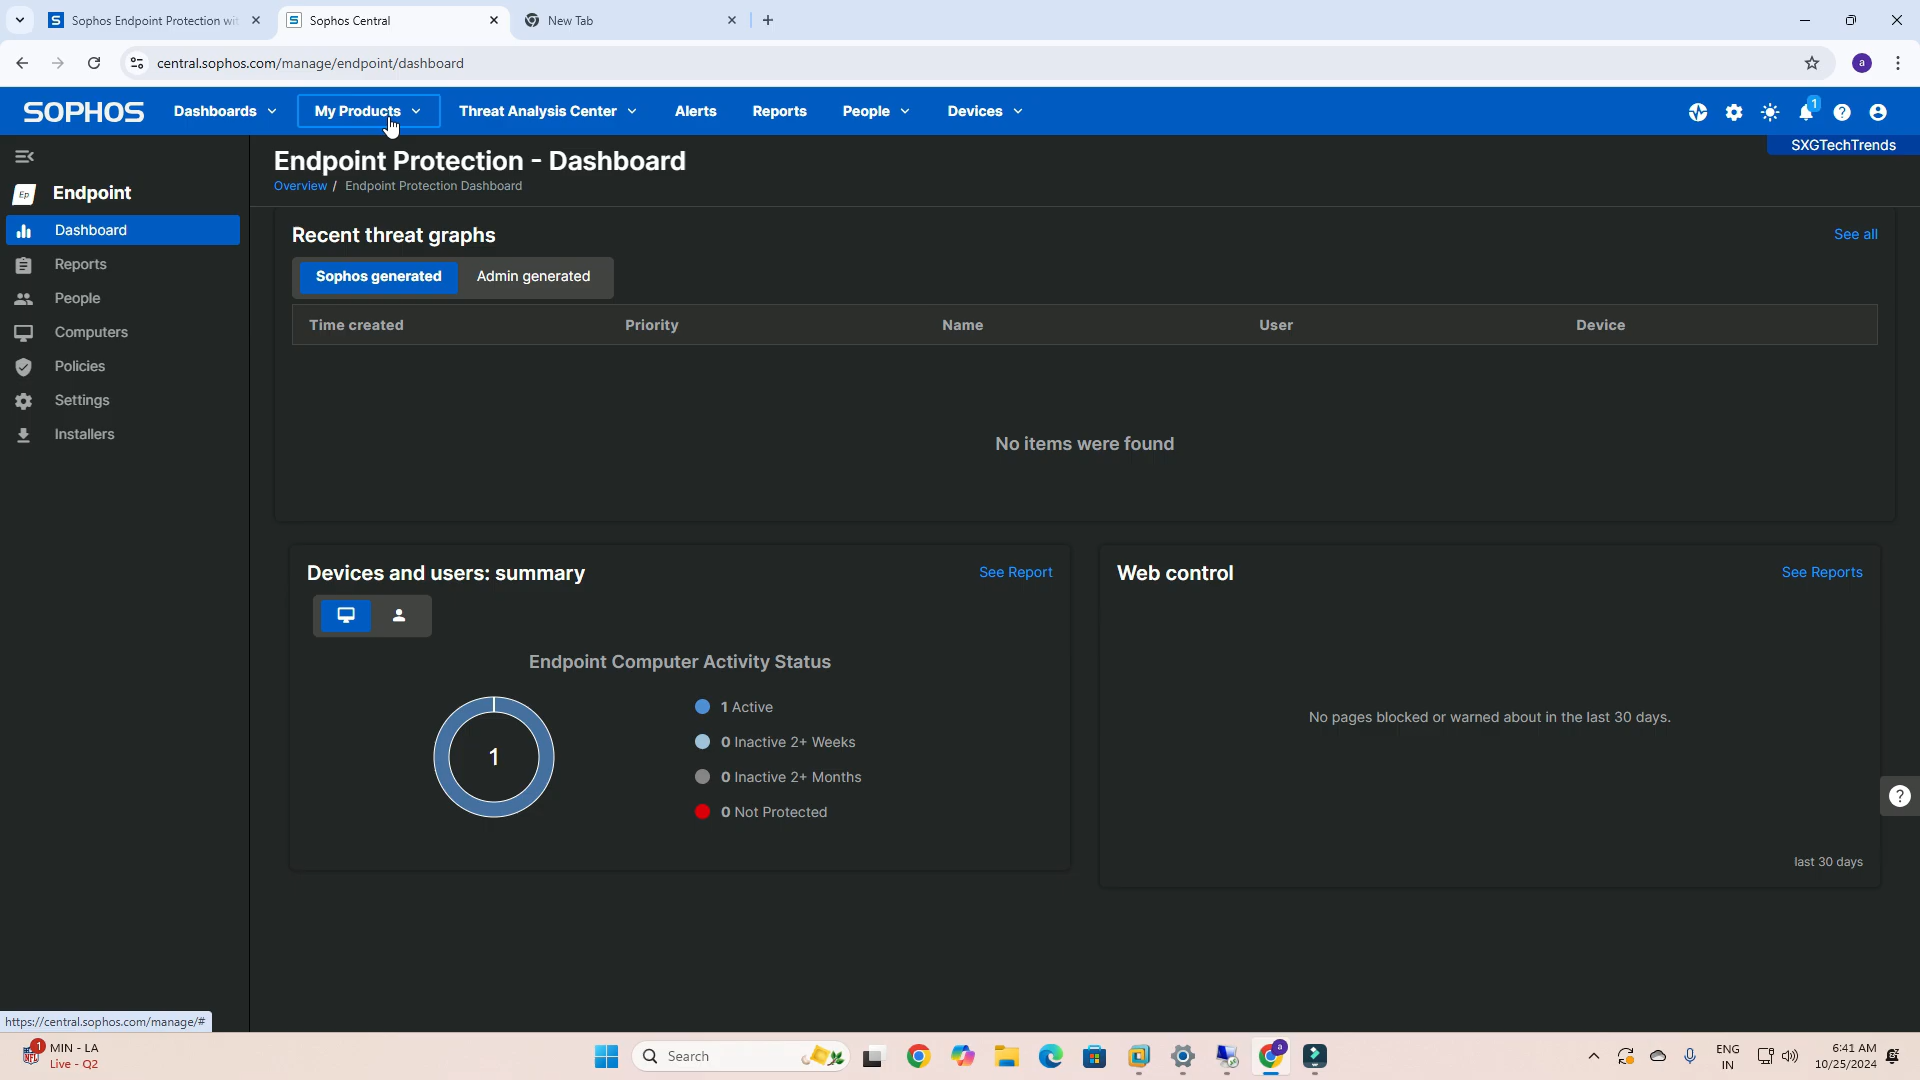 Sophos Endpoint Protection wit
Sophos Central
New Tab
central.sophos.com/manage/endpoint/dashboard
a
SOPHOS
Dashboards
My Products
Threat Analysis Center
Alerts
Reports
People
Devices
1
SXGTechTrends
Ep
Endpoint
Dashboard
Reports
People
Computers
Policies
Settings
Installers
Endpoint Protection - Dashboard
Overview / Endpoint Protection Dashboard
Recent threat graphs
See all
Sophos generated
Admin generated
Time created
Priority
Name
User
Device
No items were found
Devices and users: summary
See Report
Endpoint Computer Activity Status
1
1 Active
0 Inactive 2+ Weeks
0 Inactive 2+ Months
0 Not Protected
Web control
See Reports
No pages blocked or warned about in the last 30 days.
last 30 days
https://central.sophos.com/manage/#
1
MIN - LA
Live - Q2
Search
a
ENG
IN
6:41 AM
10/25/2024